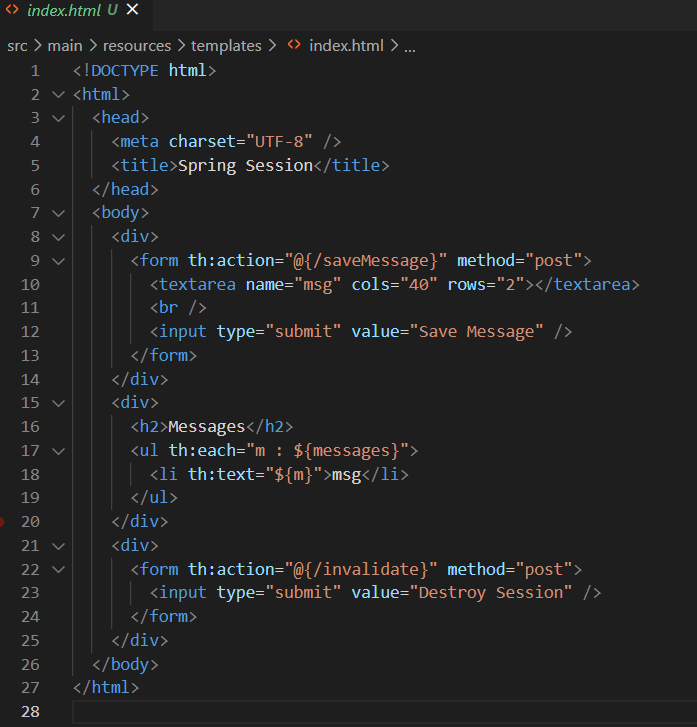 index.html U
src > main > resources > templates > index.html > ...
1 <!DOCTYPE html>
2 <html>
3 <head>
4 <meta charset="UTF-8" />
5 <title>Spring Session</title>
6 </head>
7 <body>
8 <div>
9 <form th:action="@{/saveMessage}" method="post">
10 <textarea name="msg" cols="40" rows="2"></textarea>
11 <br />
12 <input type="submit" value="Save Message" />
13 </form>
14 </div>
15 <div>
16 <h2>Messages</h2>
17 <ul th:each="m : ${messages}">
18 <li th:text="${m}">msg</li>
19 </ul>
20 </div>
21 <div>
22 <form th:action="@{/invalidate}" method="post">
23 <input type="submit" value="Destroy Session" />
24 </form>
25 </div>
26 </body>
27 </html>
28